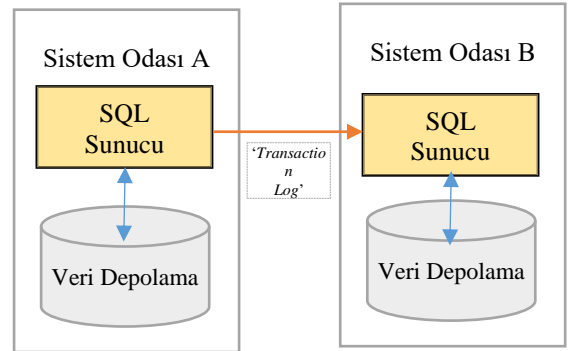 Sistem Odası A
SQL
Sunucu
Veri Depolama
‘Transactio
n
Log’
Sistem Odası B
SQL
Sunucu
Veri Depolama